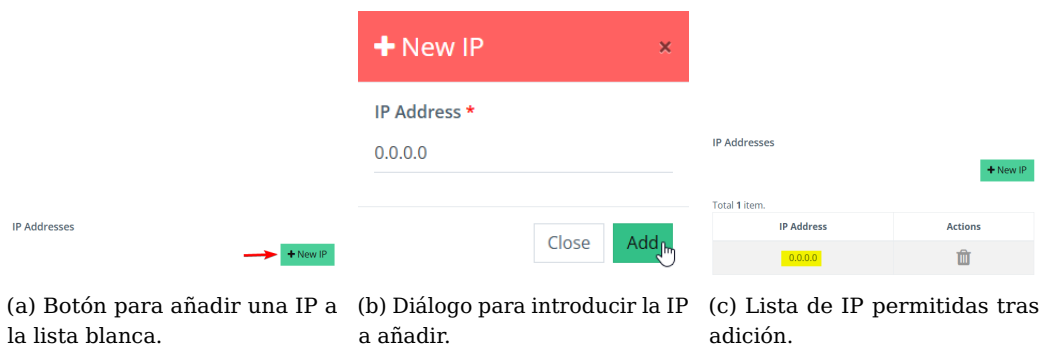 IP Addresses
+ New IP
(a) Botón para añadir una IP a
la lista blanca.
+ New IP ×
IP Address *
0.0.0.0
Close Add
(b) Diálogo para introducir la IP
a añadir.
IP Addresses
+ New IP
Total 1 item.
IP Address Actions
0.0.0.0
(c) Lista de IP permitidas tras
adición.